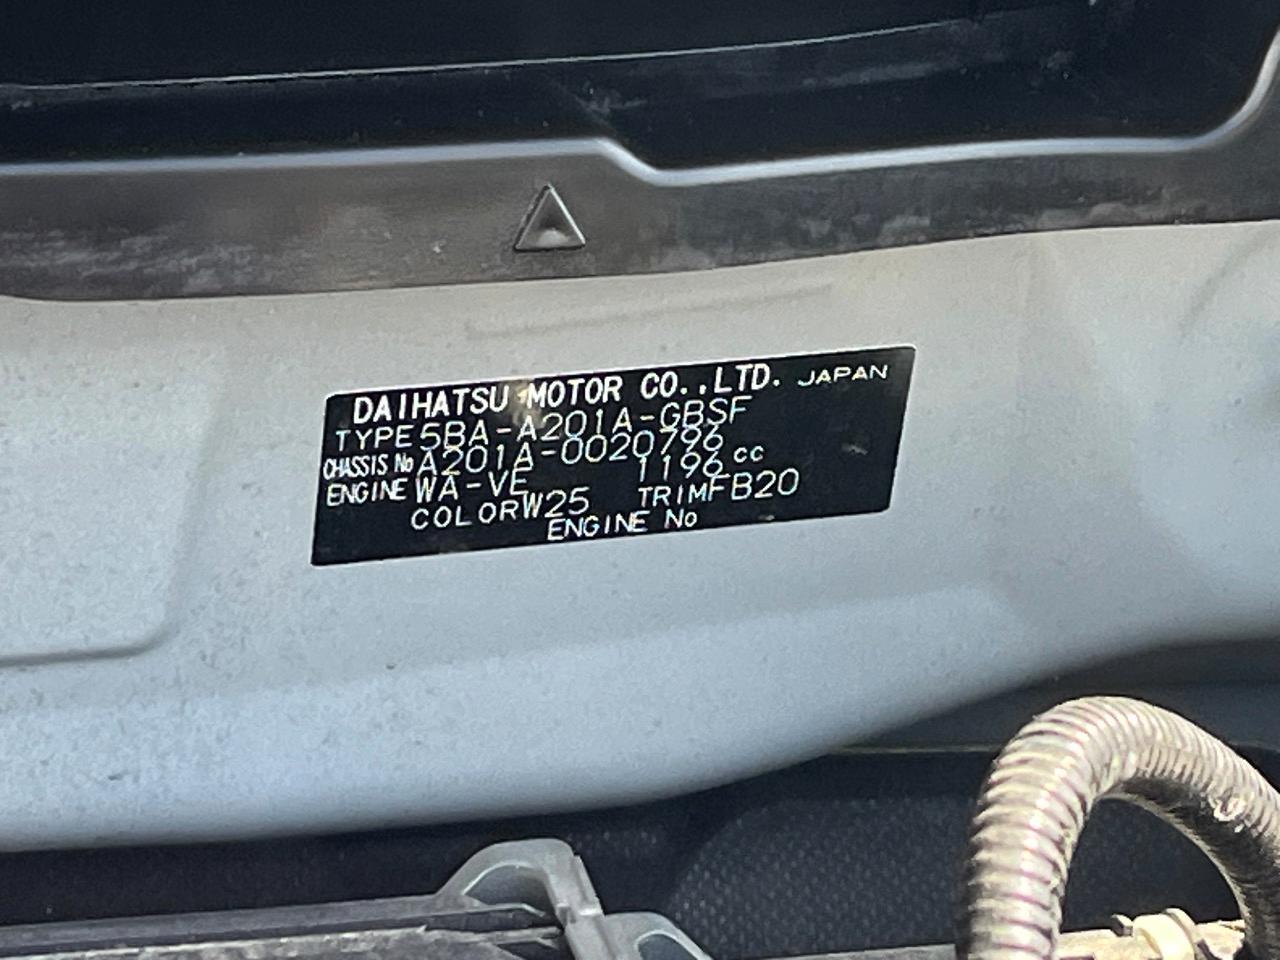 DAIHATSU MOTOR CO.,LTD. JAPAN
TYPE 5BA-A201A-GBSF
CHASSIS No A201A-0020796
ENGINE WA-VE 1196 cc
COLOR W25 TRIM FB20
ENGINE No